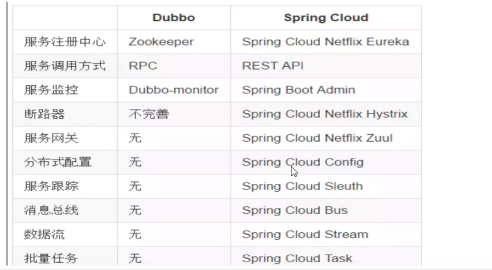 Dubbo Spring Cloud
服务注册中心 Zookeeper Spring Cloud Netflix Eureka
服务调用方式 RPC REST API
服务监控 Dubbo-monitor Spring Boot Admin
断路器 不完善 Spring Cloud Netflix Hystrix
服务网关 无 Spring Cloud Netflix Zuul
分布式配置 无 Spring Cloud Config
服务跟踪 无 Spring Cloud Sleuth
消息总线 无 Spring Cloud Bus
数据流 无 Spring Cloud Stream
批量任务 无 Spring Cloud Task